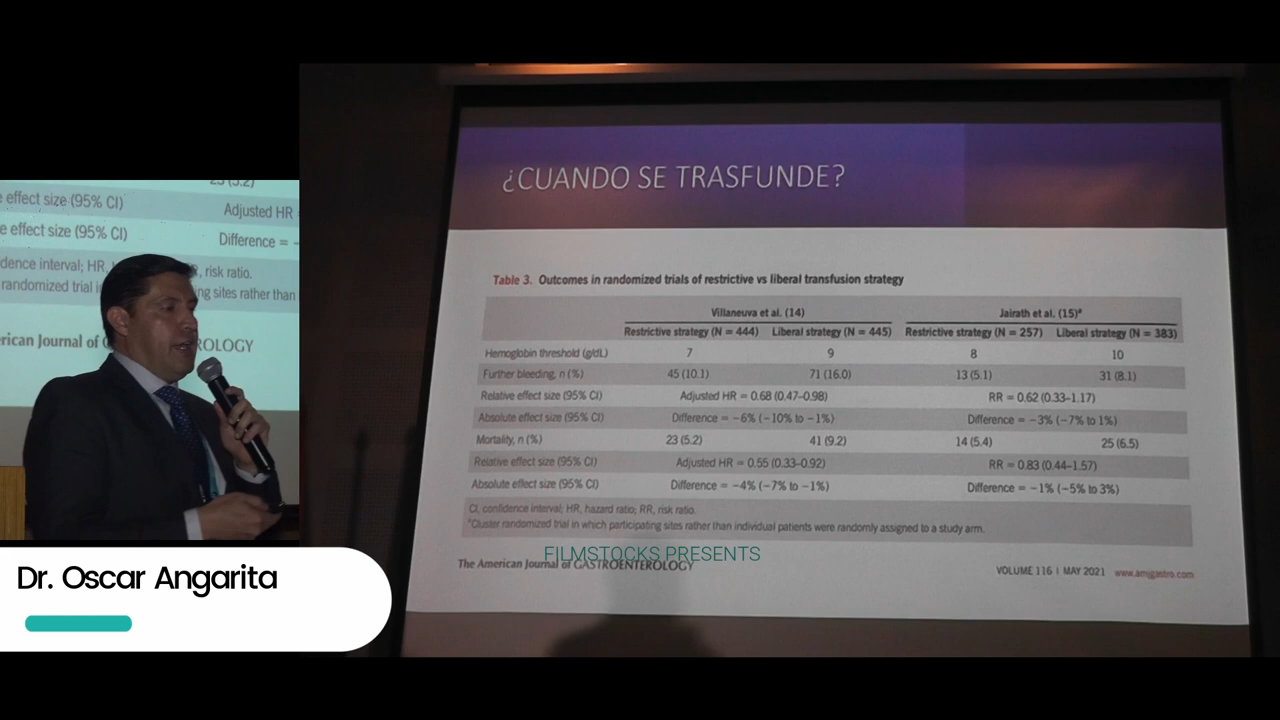 ¿CUANDO SE TRASFUNDE?
Table 3. Outcomes in randomized trials of restrictive vs liberal transfusion strategy
Villaneuva et al. (14) Jairath et al. (15)ª
Restrictive strategy (N = 444) Liberal strategy (N = 445) Restrictive strategy (N = 257) Liberal strategy (N = 383)
Hemoglobin threshold (g/dL) 7 9 8 10
Further bleeding, n (%) 45 (10.1) 71 (16.0) 13 (5.1) 31 (8.1)
Relative effect size (95% CI) Adjusted HR = 0.68 (0.47–0.98) RR = 0.62 (0.33–1.17)
Absolute effect size (95% CI) Difference = −6% (−10% to −1%) Difference = −3% (−7% to 1%)
Mortality, n (%) 23 (5.2) 41 (9.2) 14 (5.4) 25 (6.5)
Relative effect size (95% CI) Adjusted HR = 0.55 (0.33–0.92) RR = 0.83 (0.44–1.57)
Absolute effect size (95% CI) Difference = −4% (−7% to −1%) Difference = −1% (−5% to 3%)
CI, confidence interval; HR, hazard ratio; RR, risk ratio.
ªCluster randomized trial in which participating sites rather than individual patients were randomly assigned to a study arm.
FILMSTOCKS PRESENTS
The American Journal of GASTROENTEROLOGY
VOLUME 116 | MAY 2021 www.amjgastro.com
effect size (95% CI) Adjusted HR
e effect size (95% CI) Difference = −
dence interval; HR, risk ratio.
randomized trial ing sites rather than
rican Journal of ROLOGY
Dr. Oscar Angarita